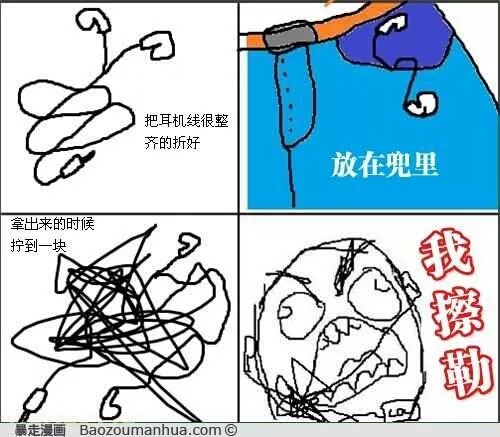 把耳机线很整
齐的折好
放在兜里
拿出来的时候
拧到一块
我擦勒
暴走漫画 Baozoumanhua.com ©